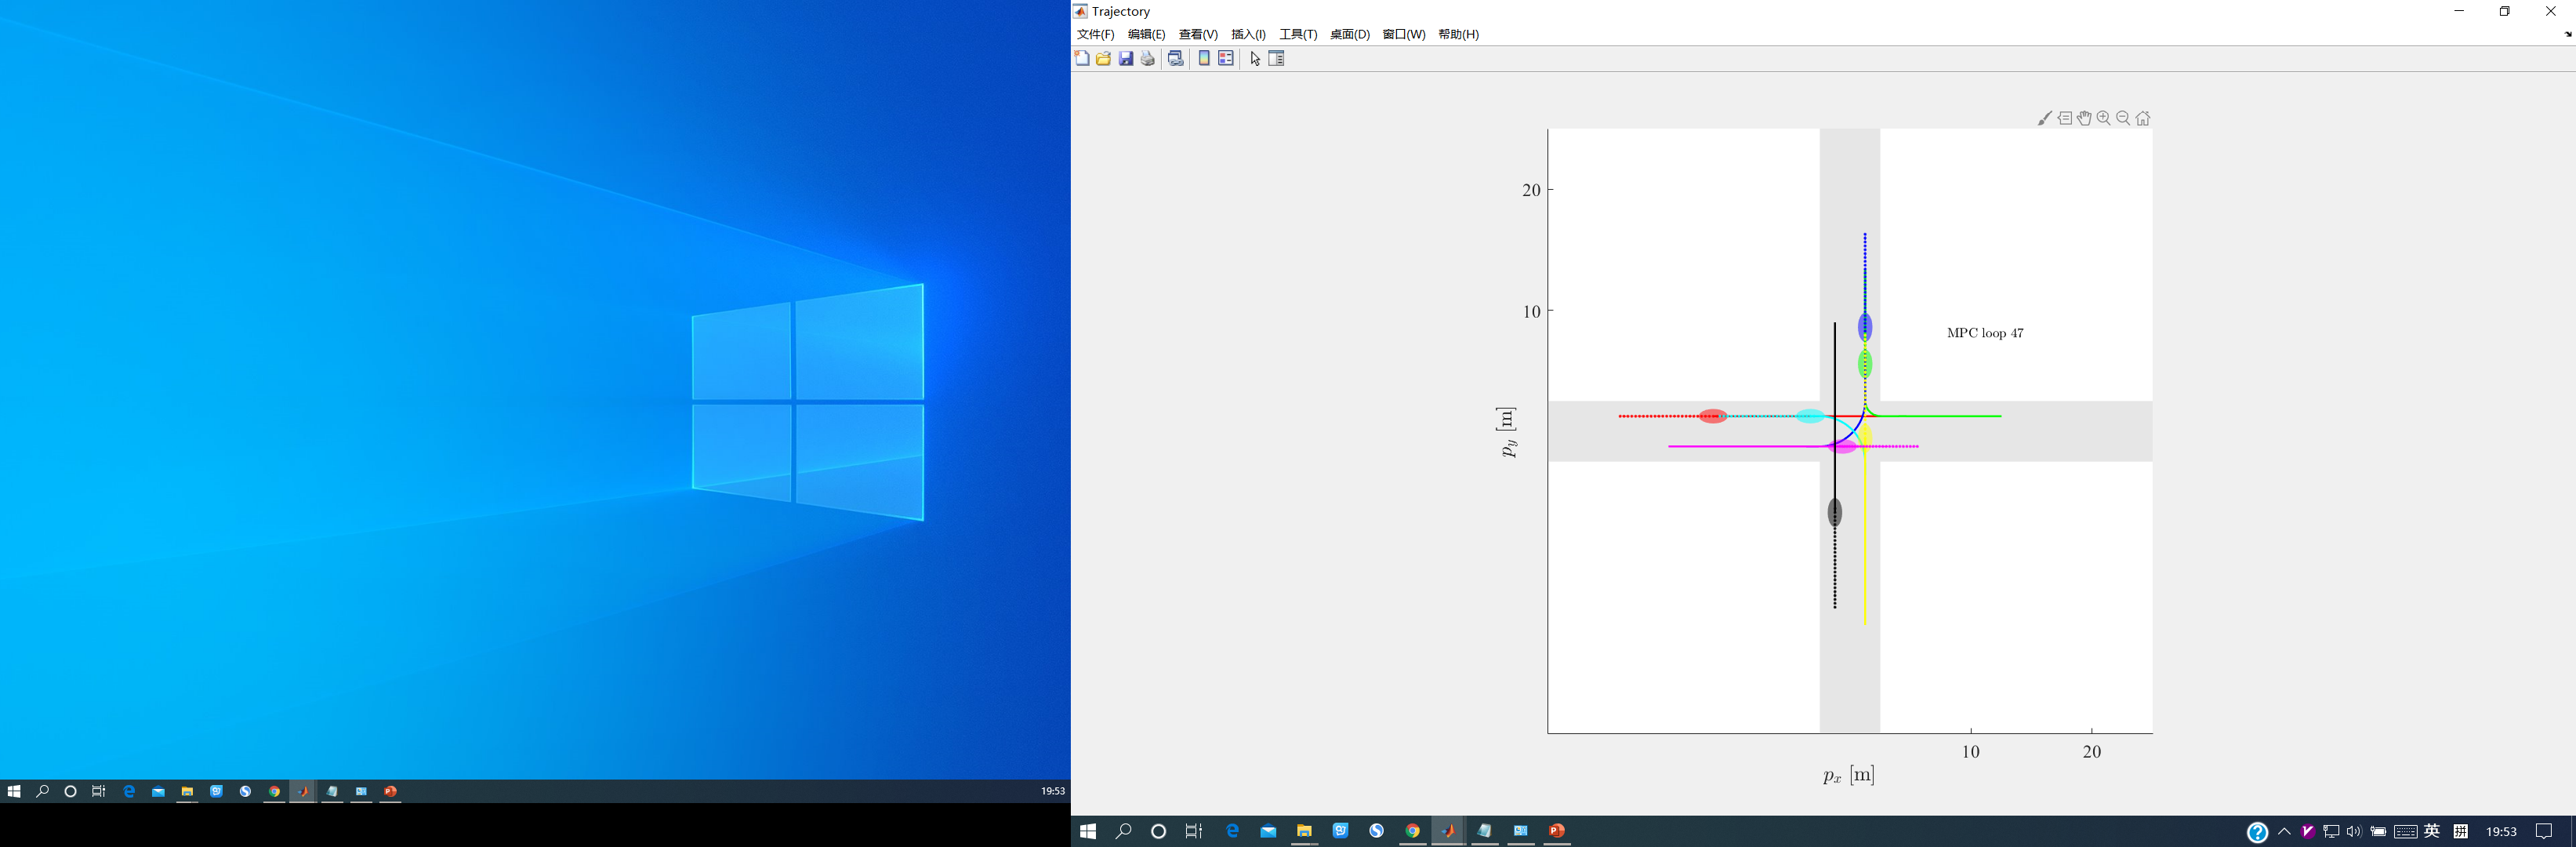 Trajectory
文件(F) 编辑(E) 查看(V) 插入(I) 工具(T) 桌面(D) 窗口(W) 帮助(H)
20
10
MPC loop 47
p_y [m]
10 20
p_x [m]
19:53
英 拼 19:53